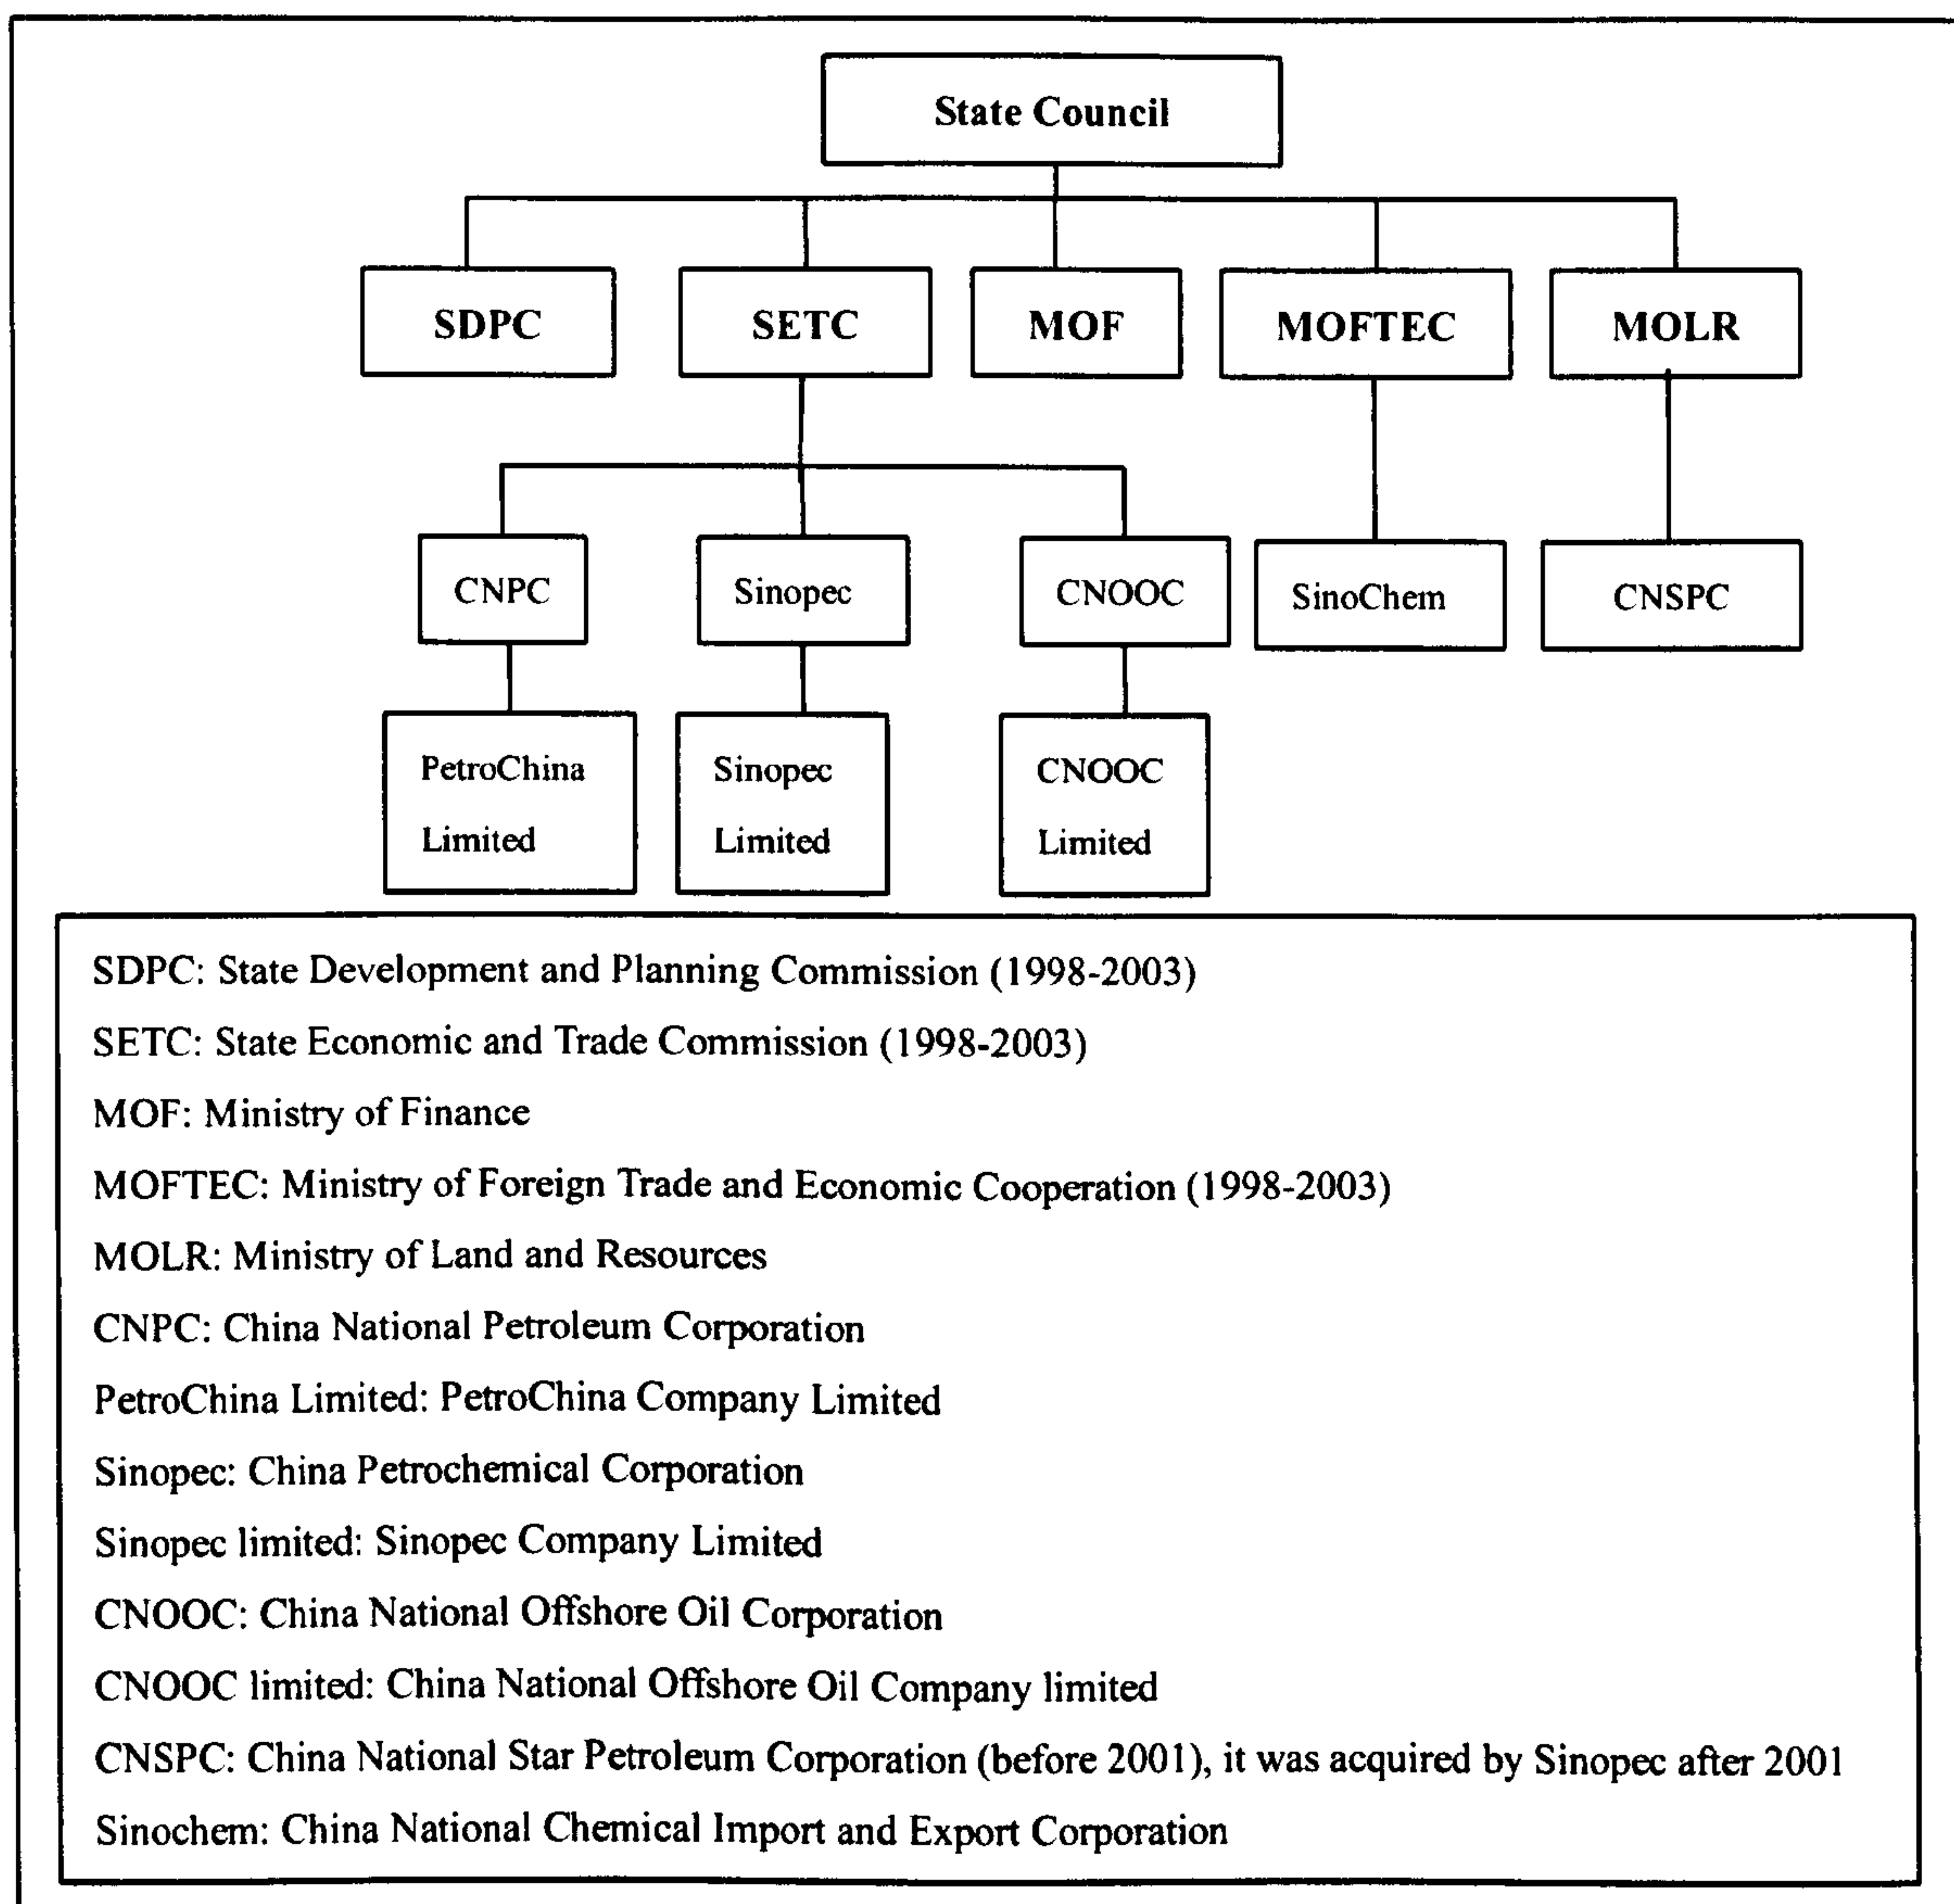 State Council
SDPC
SETC
MOF
MOFTEC
MOLR
CNPC
Sinopec
CNOOC
SinoChem
CNSPC
PetroChina
Limited
Sinopec
Limited
CNOOC
Limited
SDPC: State Development and Planning Commission (1998-2003)
SETC: State Economic and Trade Commission (1998-2003)
MOF: Ministry of Finance
MOFTEC: Ministry of Foreign Trade and Economic Cooperation (1998-2003)
MOLR: Ministry of Land and Resources
CNPC: China National Petroleum Corporation
PetroChina Limited: PetroChina Company Limited
Sinopec: China Petrochemical Corporation
Sinopec limited: Sinopec Company Limited
CNOOC: China National Offshore Oil Corporation
CNOOC limited: China National Offshore Oil Company limited
CNSPC: China National Star Petroleum Corporation (before 2001), it was acquired by Sinopec after 2001
Sinochem: China National Chemical Import and Export Corporation